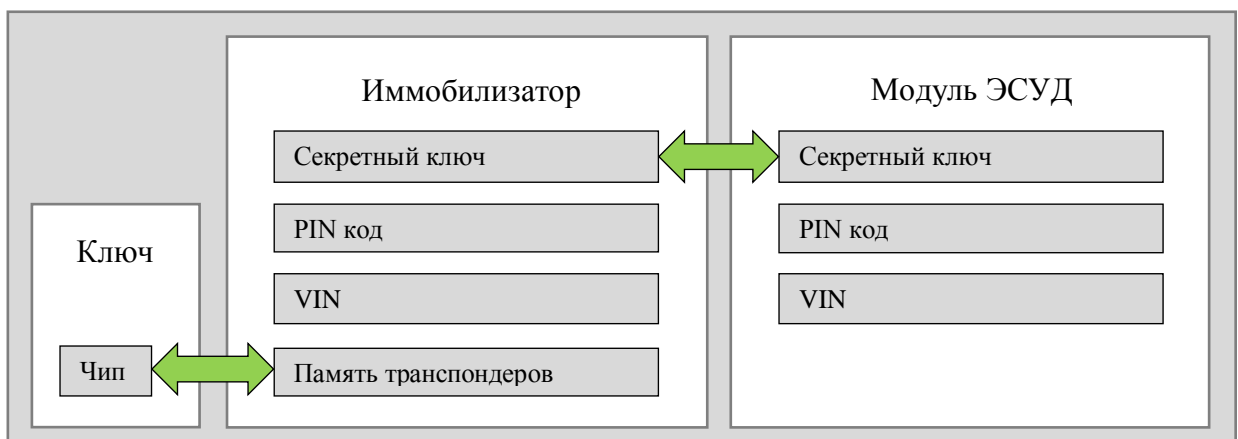 Иммобилизатор
Модуль ЭСУД
Секретный ключ
Секретный ключ
PIN код
PIN код
Ключ
VIN
VIN
Чип
Память транспондеров